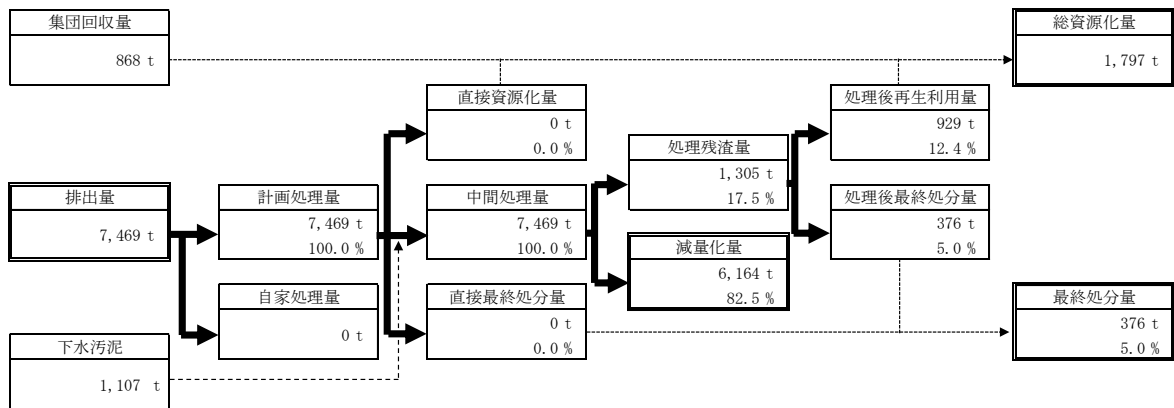 集団回収量
868 t
総資源化量
1,797 t
直接資源化量
0 t
0.0 %
処理後再生利用量
929 t
12.4 %
処理残渣量
1,305 t
17.5 %
排出量
7,469 t
計画処理量
7,469 t
100.0 %
中間処理量
7,469 t
100.0 %
処理後最終処分量
376 t
5.0 %
減量化量
6,164 t
82.5 %
自家処理量
0 t
直接最終処分量
0 t
0.0 %
最終処分量
376 t
5.0 %
下水汚泥
1,107 t